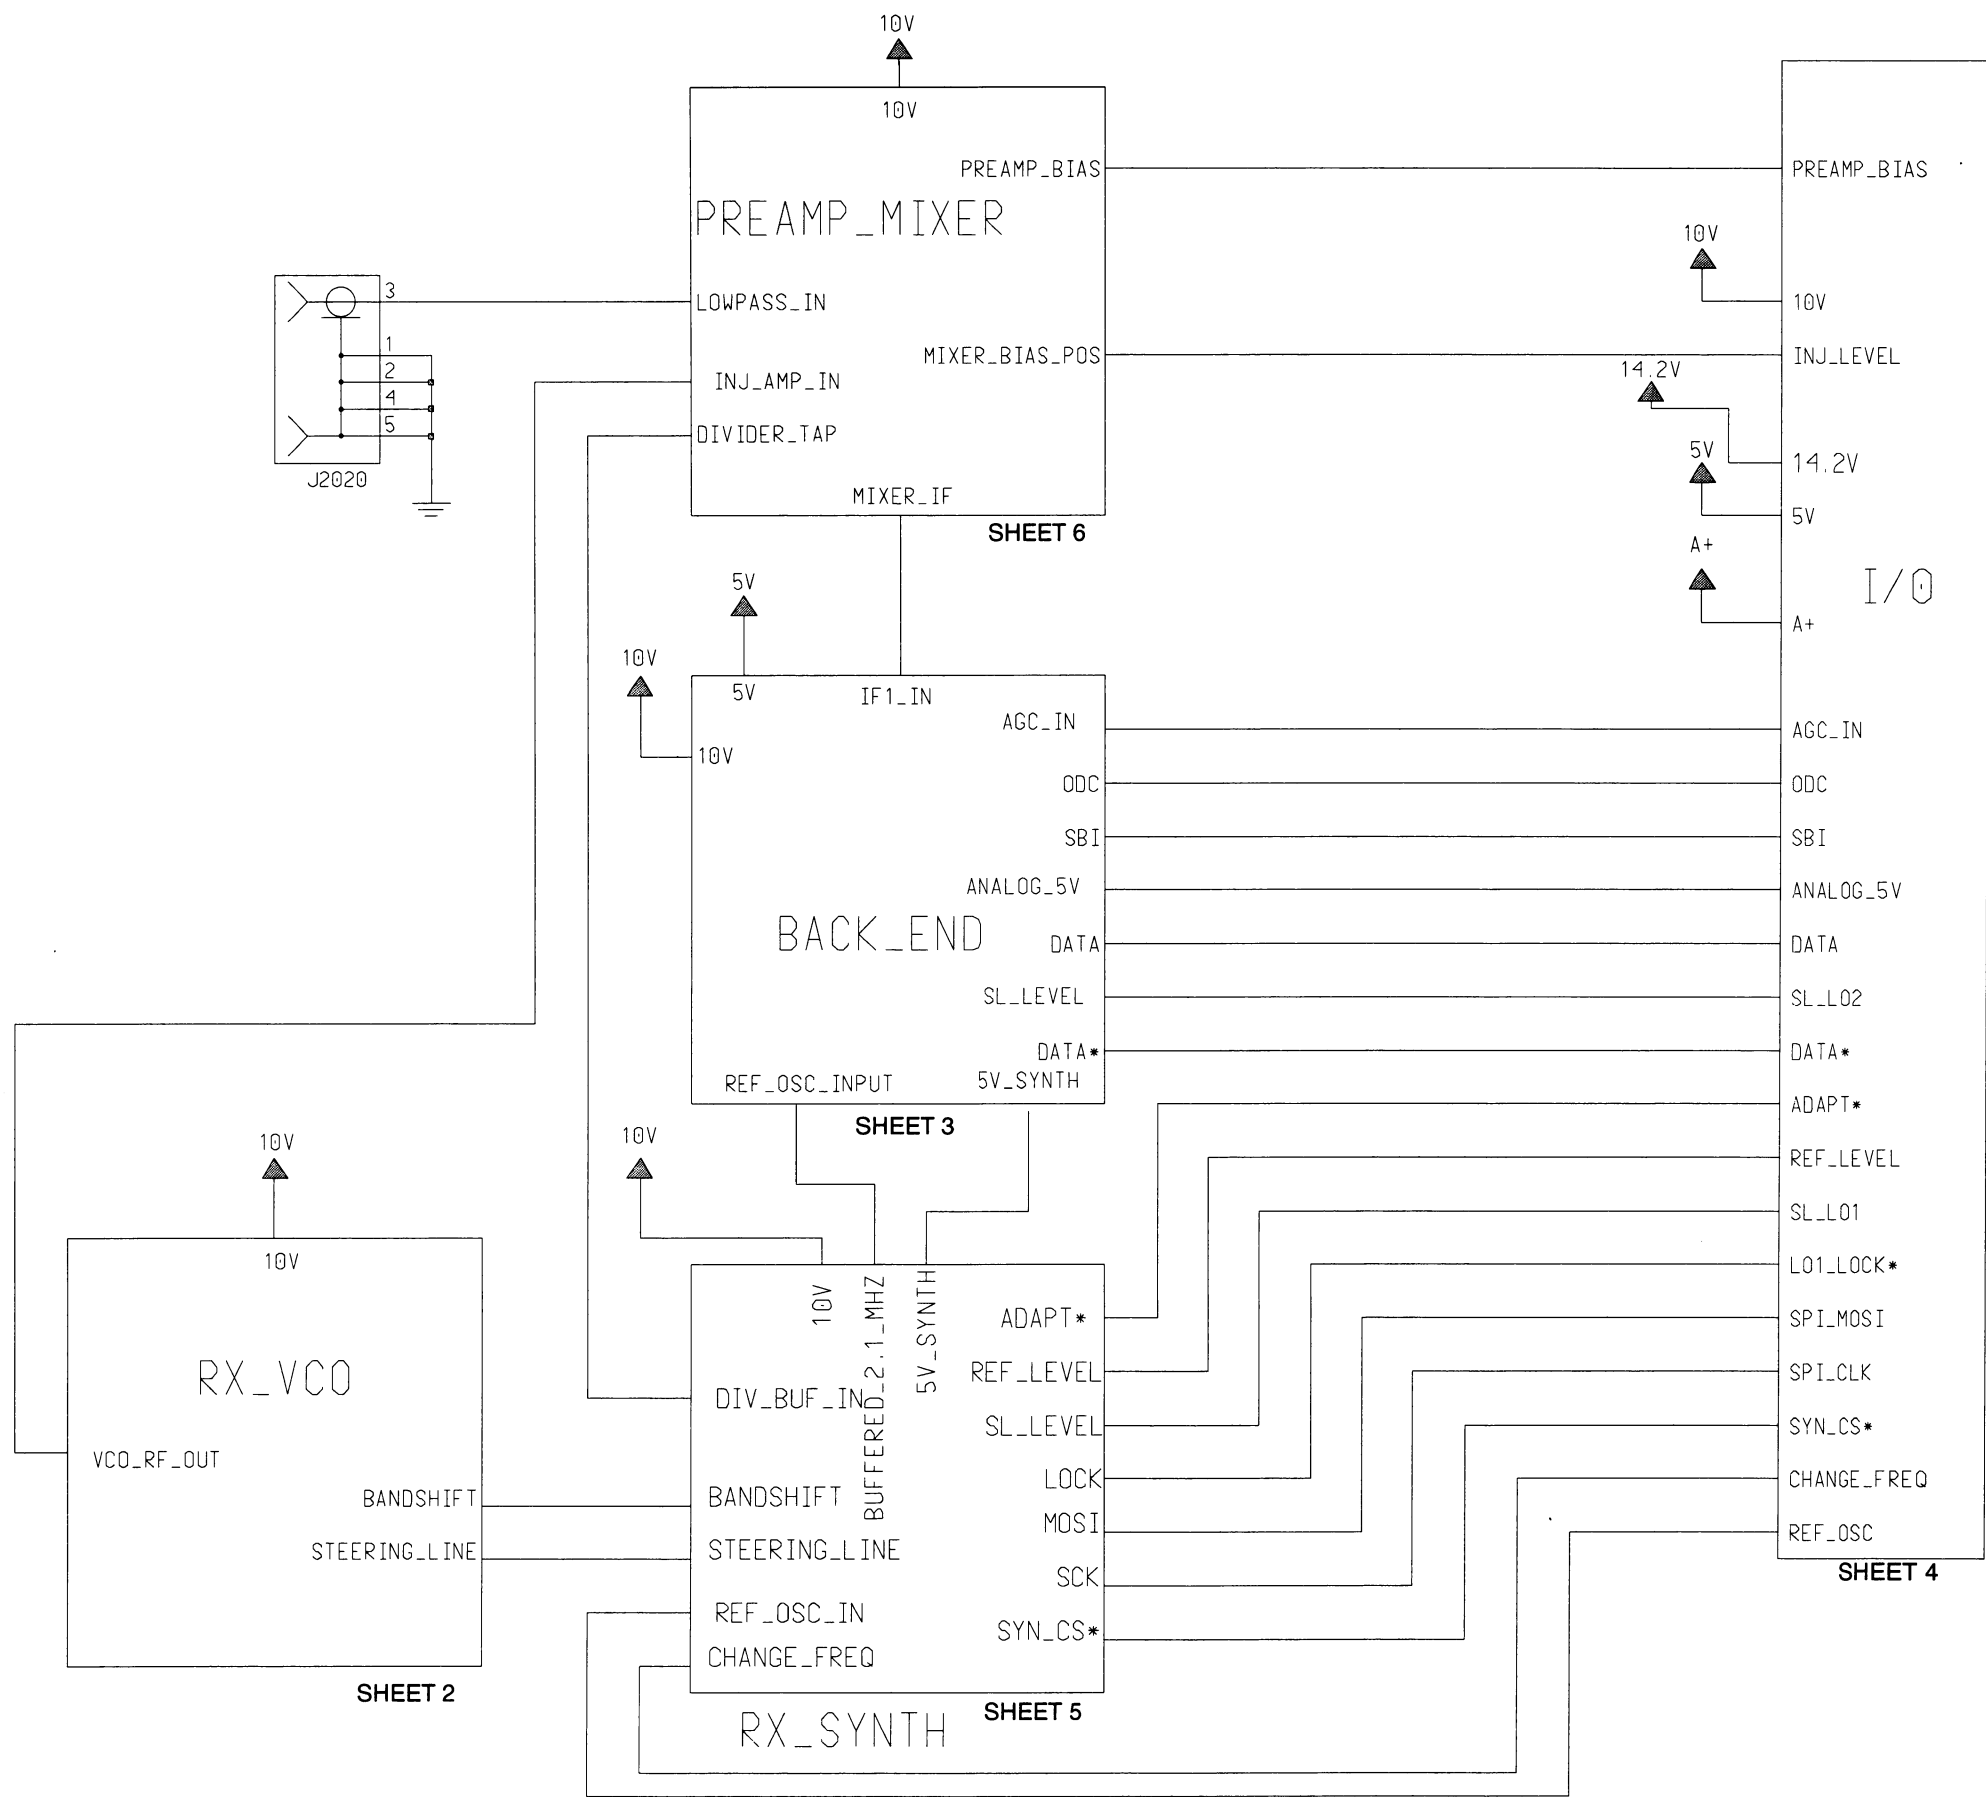 10V
10V
PREAMP_BIAS
PREAMP_MIXER
LOWPASS_IN
MIXER_BIAS_POS
INJ_AMP_IN
DIVIDER_TAP
MIXER_IF
SHEET 6
3
1
2
4
5
J2020
PREAMP_BIAS
10V
10V
INJ_LEVEL
14.2V
14.2V
5V
5V
A+
A+
I/O
AGC_IN
ODC
SBI
ANALOG_5V
DATA
SL_LO2
DATA*
ADAPT*
REF_LEVEL
SL_LO1
LO1_LOCK*
SPI_MOSI
SPI_CLK
SYN_CS*
CHANGE_FREQ
REF_OSC
SHEET 4
5V
10V
5V
IF1_IN
AGC_IN
10V
ODC
SBI
ANALOG_5V
BACK_END
DATA
SL_LEVEL
DATA*
REF_OSC_INPUT
5V_SYNTH
SHEET 3
10V
10V
RX_VCO
VCO_RF_OUT
BANDSHIFT
STEERING_LINE
SHEET 2
10V
10V
BUFFERED_2.1_MHZ
5V_SYNTH
ADAPT*
REF_LEVEL
DIV_BUF_IN
SL_LEVEL
LOCK
BANDSHIFT
MOSI
STEERING_LINE
SCK
REF_OSC_IN
SYN_CS*
CHANGE_FREQ
SHEET 5
RX_SYNTH